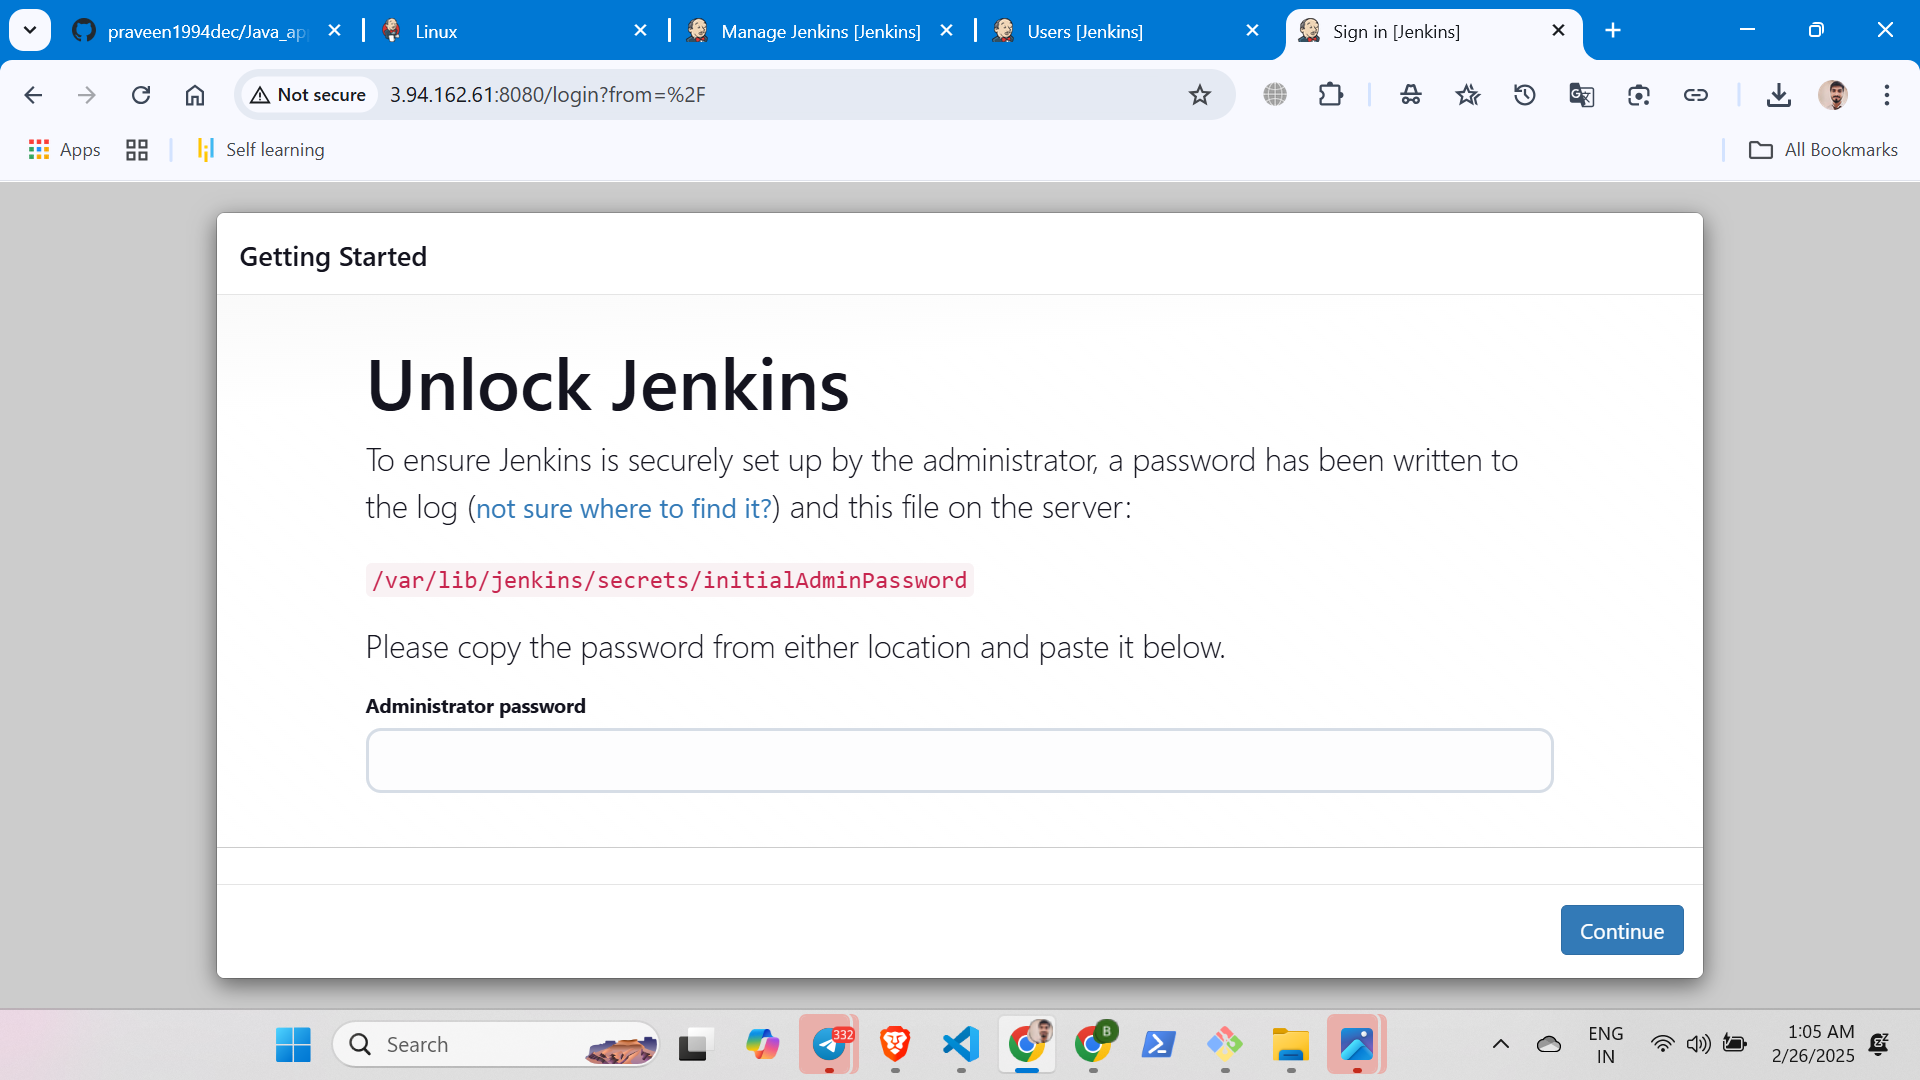 praveen1994dec/Java_ap
Linux
Manage Jenkins [Jenkins]
Users [Jenkins]
Sign in [Jenkins]
Not secure
3.94.162.61:8080/login?from=%2F
Apps
Self learning
All Bookmarks
Getting Started
Unlock Jenkins
To ensure Jenkins is securely set up by the administrator, a password has been written to
the log (not sure where to find it?) and this file on the server:
/var/lib/jenkins/secrets/initialAdminPassword
Please copy the password from either location and paste it below.
Administrator password
Continue
Search
332
B
ENG
IN
1:05 AM
2/26/2025